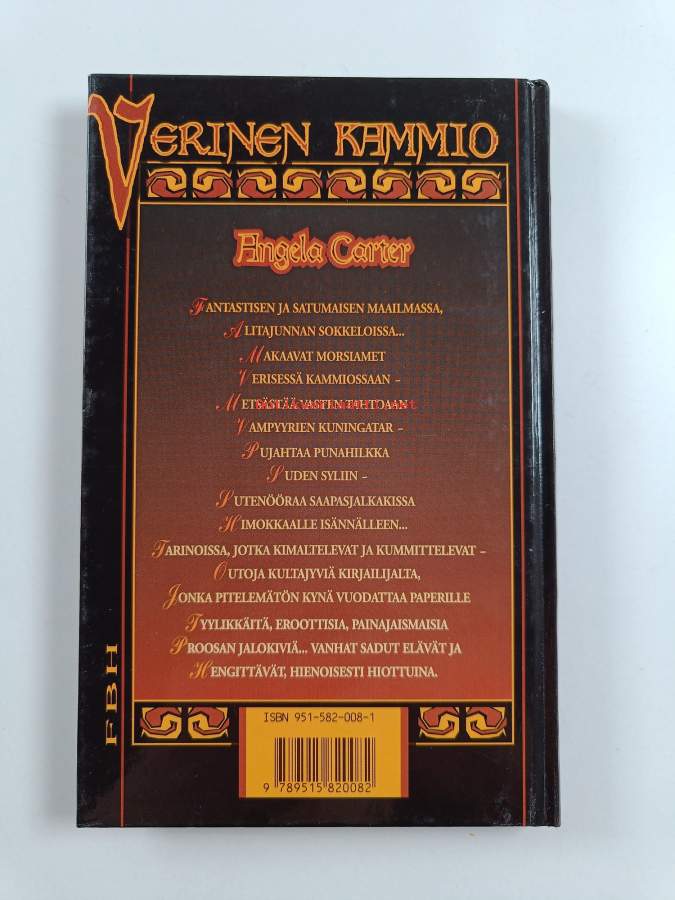 VERINEN KAMMIO
Angela Carter
FANTASTISEN JA SATUMAISEN MAAILMASSA,
ALITAJUNNAN SOKKELOISSA...
MAKAAVAT MORSIAMET
VERISESSÄ KAMMIOSSAAN –
METSÄSTÄÄ VASTEN TAHTOAAN
VAMPYYRIEN KUNINGATAR –
PUJAHTAA PUNAHILKKA
SUDEN SYLIIN –
SUTENÖÖRAA SAAPASJALKAKISSA
HIMOKKAALLE ISÄNNÄLLEEN...
TARINOISSA, JOTKA KIMALTELEVAT JA KUMMITTELEVAT –
OUTOJA KULTAJYVIÄ KIRJAILIJALTA,
JONKA PITELEMÄTÖN KYNÄ VUODATTAA PAPERILLE
TYYLIKKÄITÄ, EROOTTISIA, PAINAJAISMAISIA
PROOSAN JALOKIVIÄ... VANHAT SADUT ELÄVÄT JA
HENGITTÄVÄT, HIENOISESTI HIOTTUINA.
FBH
ISBN 951-582-008-1
9 789515 820082